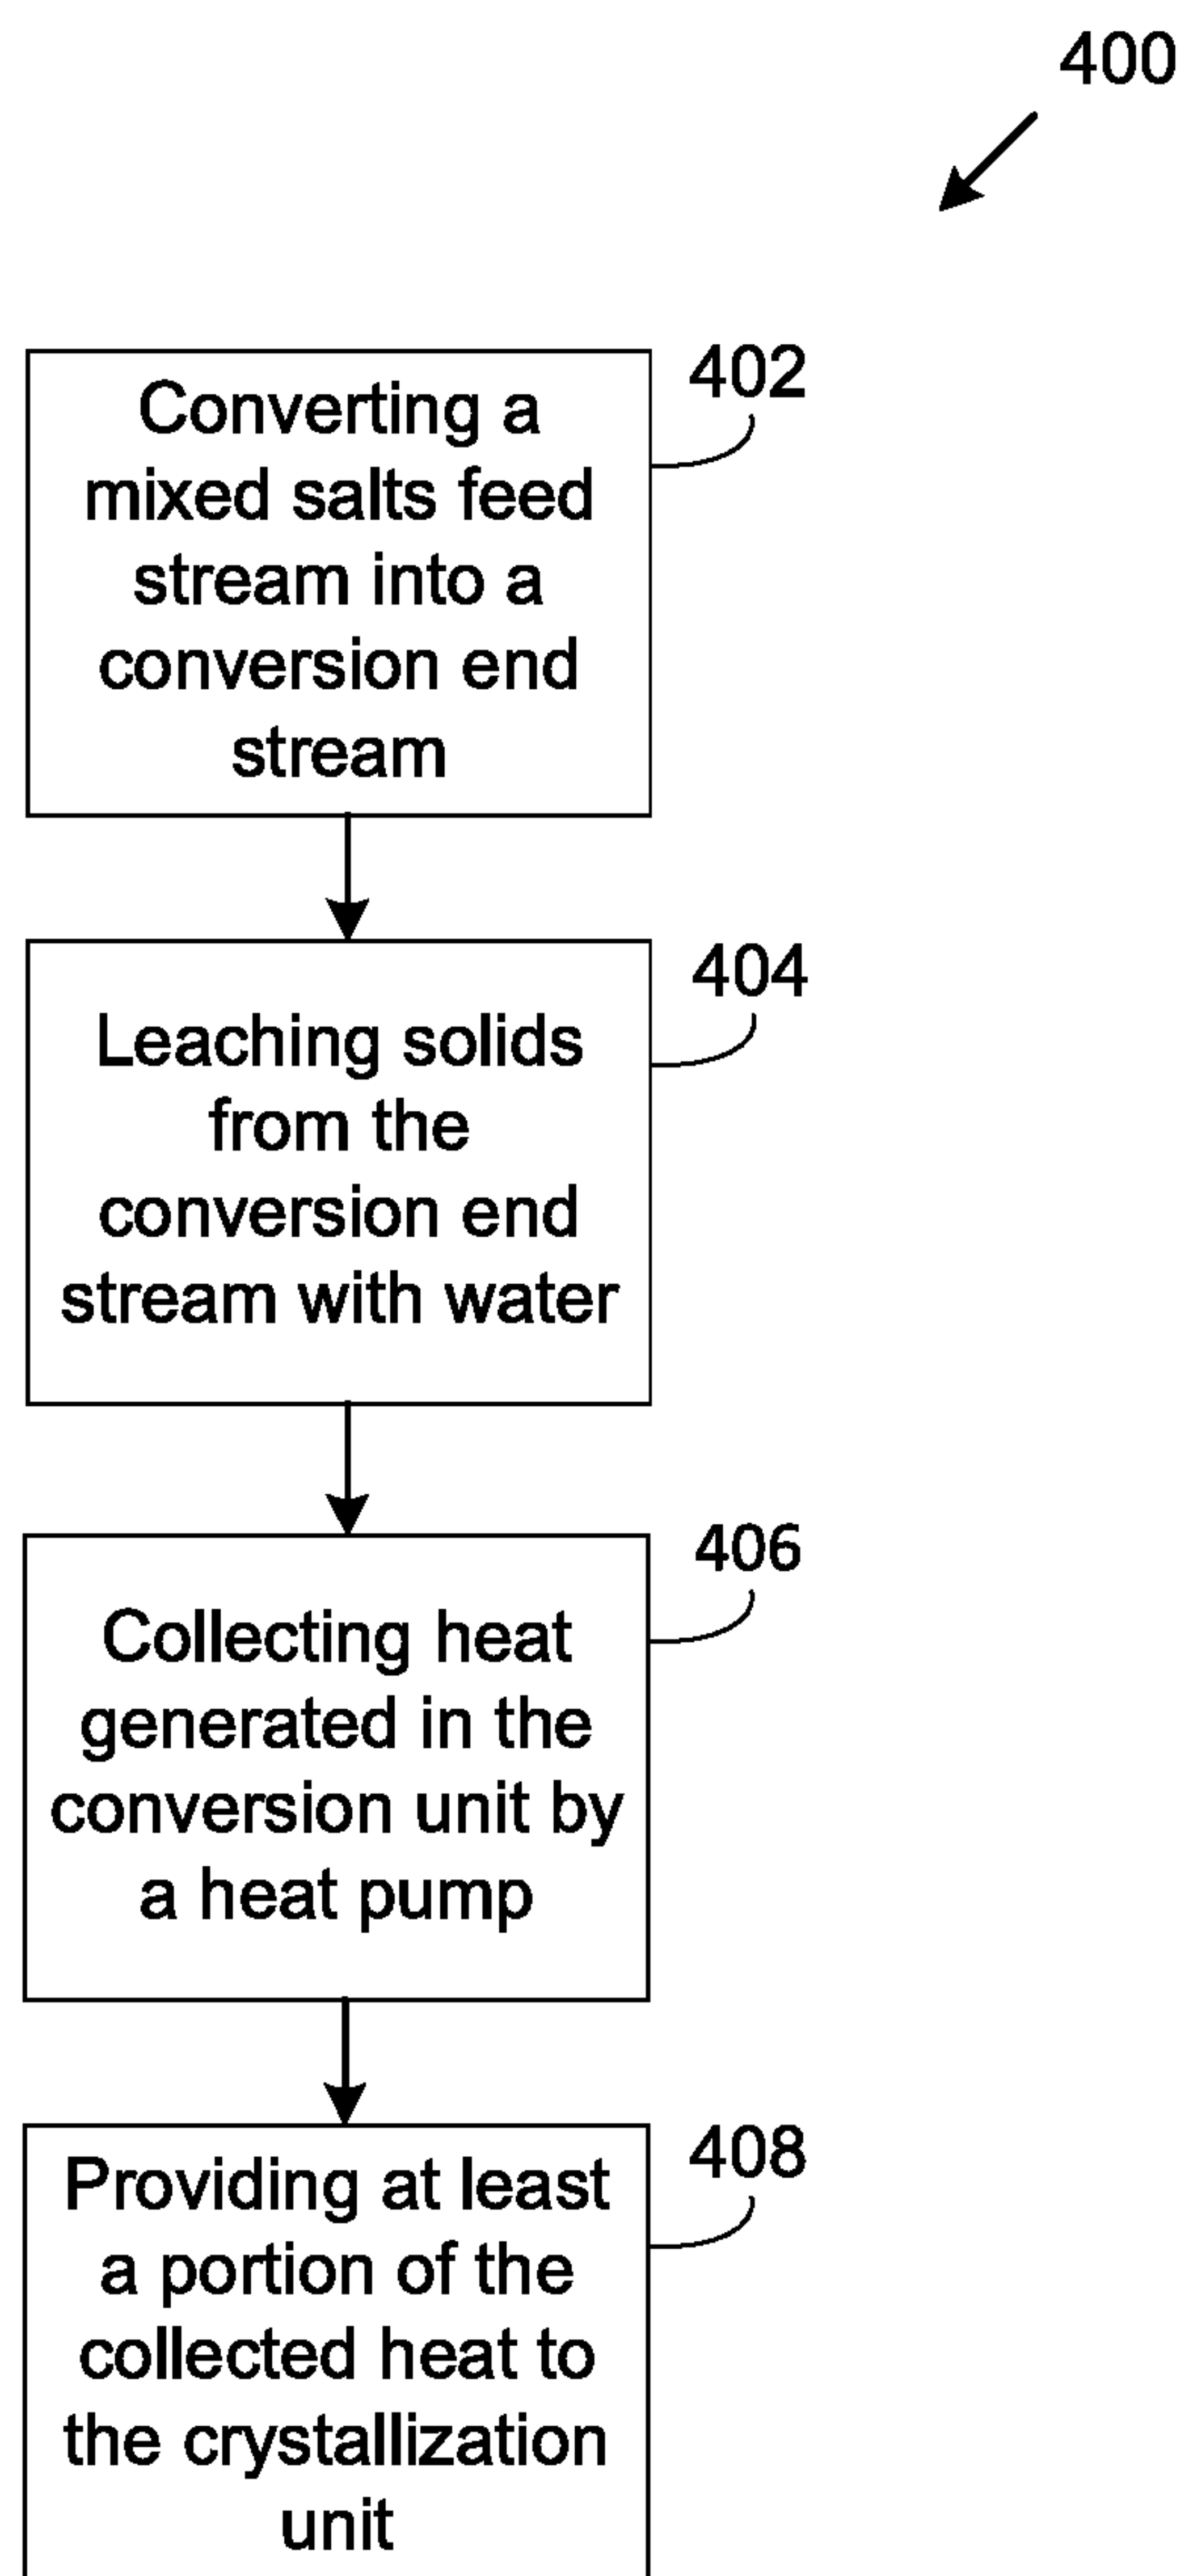 400
402
Converting a
mixed salts feed
stream into a
conversion end
stream
404
Leaching solids
from the
conversion end
stream with water
406
Collecting heat
generated in the
conversion unit by
a heat pump
408
Providing at least
a portion of the
collected heat to
the crystallization
unit